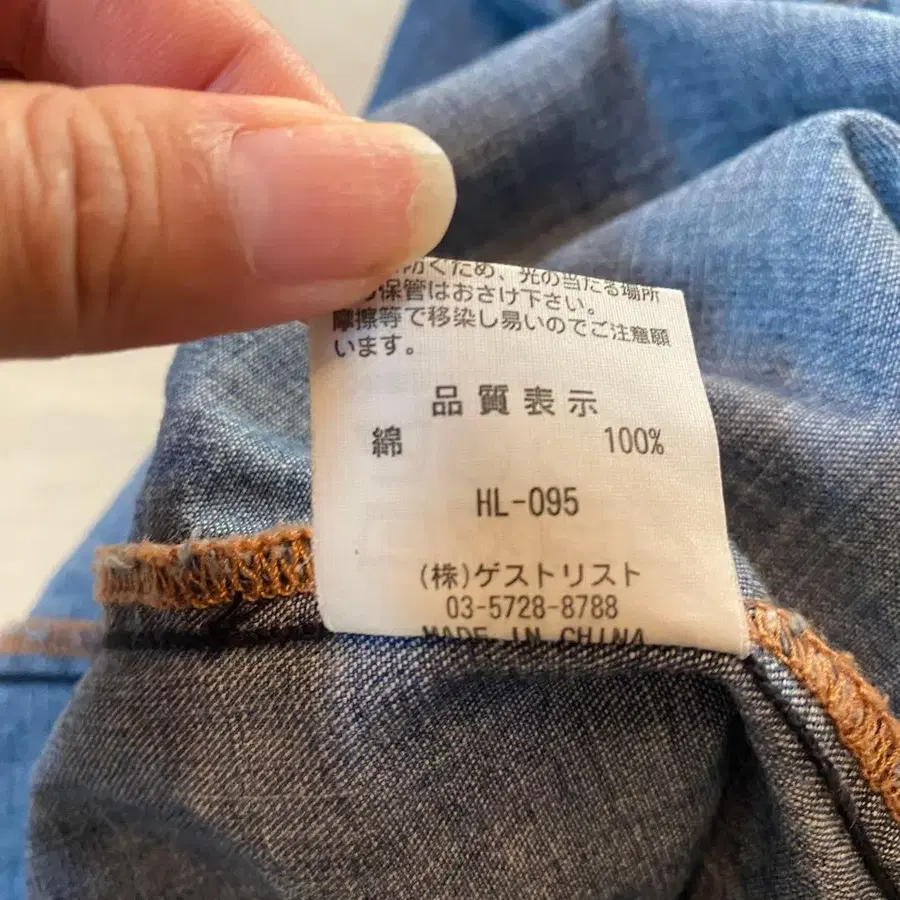 防ぐため、光の当たる場所
保管はおさけ下さい。
摩擦等で移染し易いのでご注意願
います。
品質表示
綿 100%
HL-095
(株)ゲストリスト
03-5728-8788
MADE IN CHINA